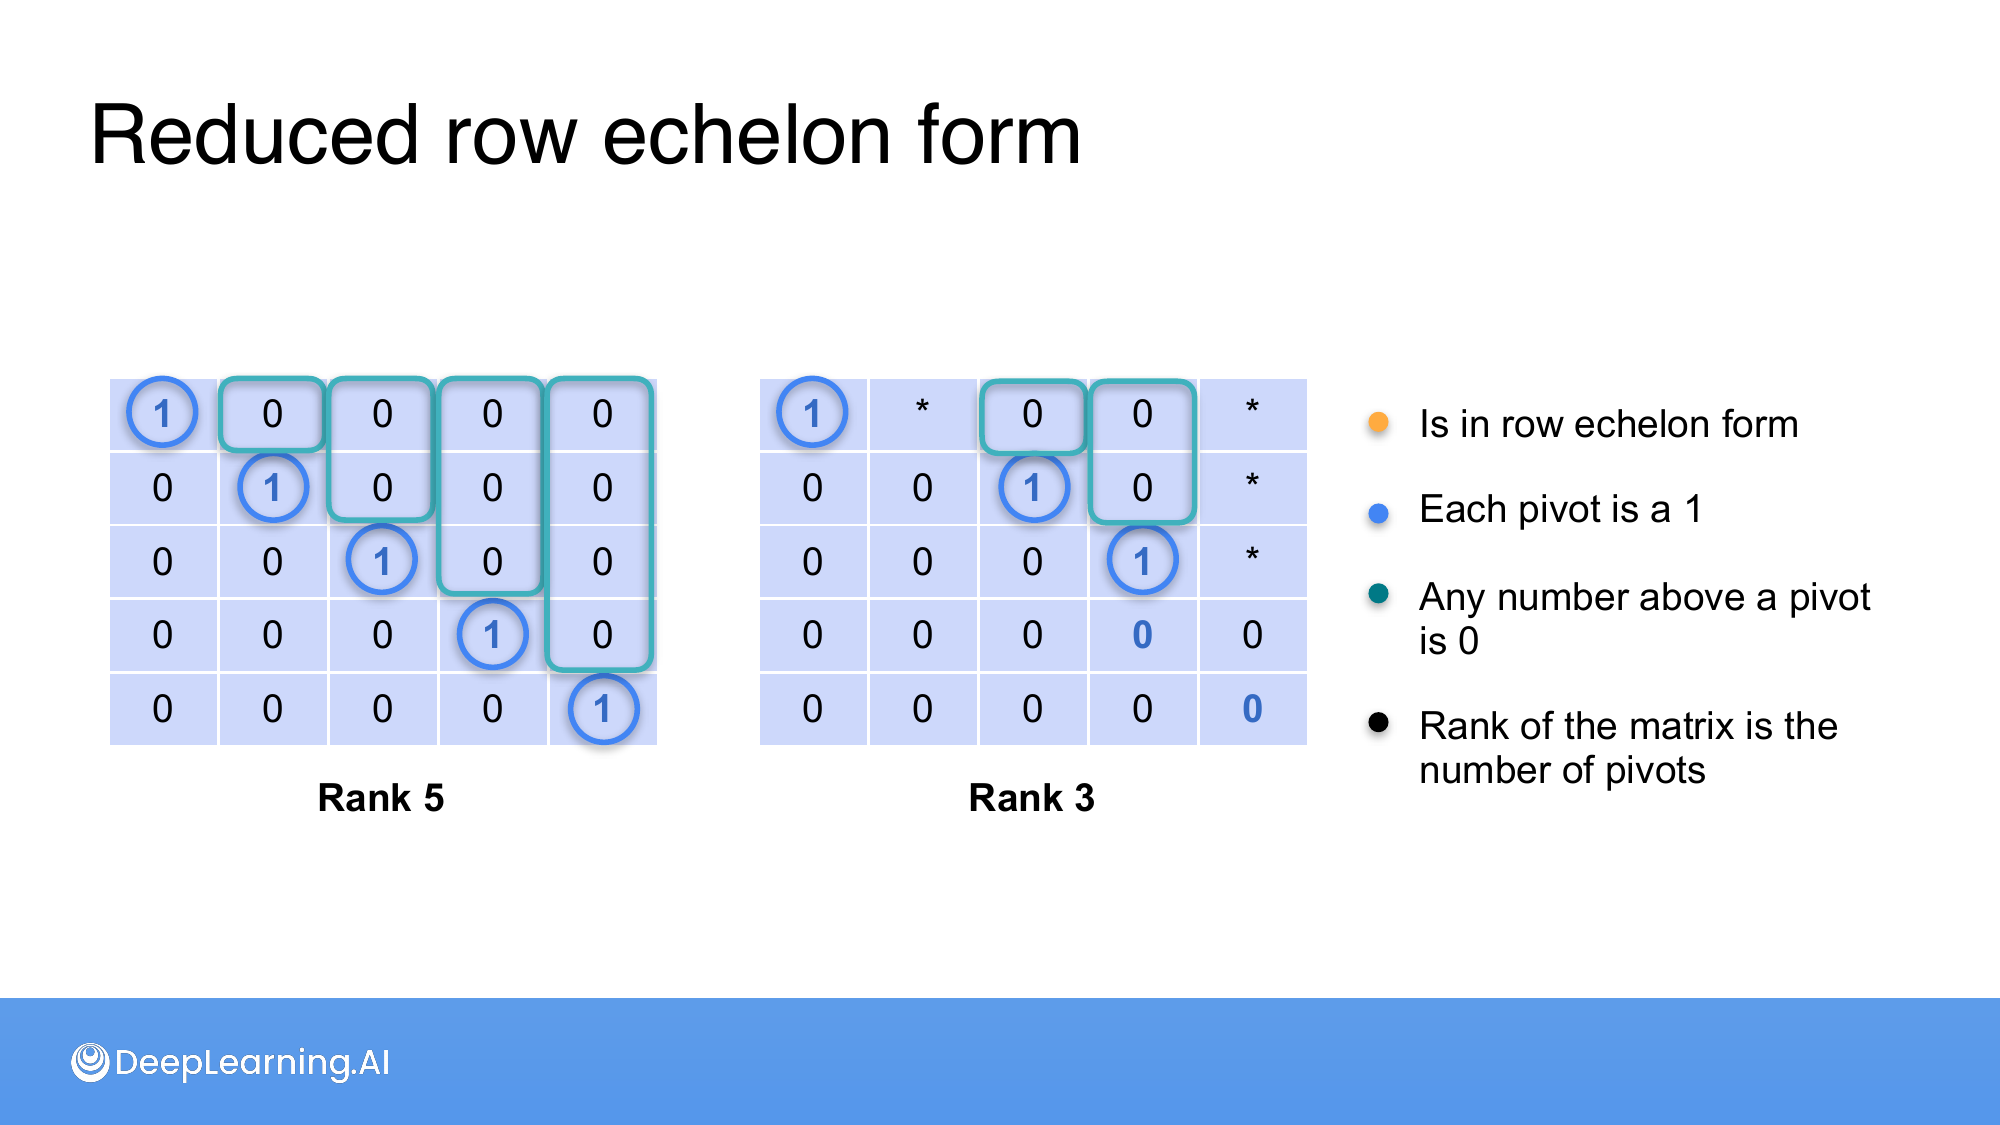 Reduced row echelon form
1 0 0 0 0
0 1 0 0 0
0 0 1 0 0
0 0 0 1 0
0 0 0 0 1
Rank 5
1 * 0 0 *
0 0 1 0 *
0 0 0 1 *
0 0 0 0 0
0 0 0 0 0
Rank 3
Is in row echelon form
Each pivot is a 1
Any number above a pivot
is 0
Rank of the matrix is the
number of pivots
DeepLearning.AI